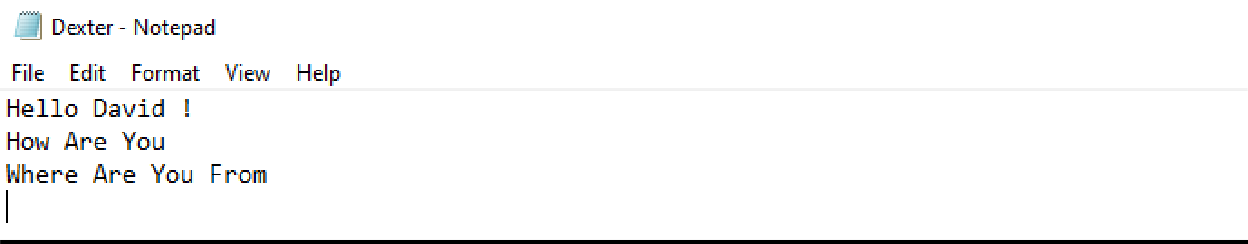 Dexter - Notepad
File Edit Format View Help
Hello David !
How Are You
Where Are You From